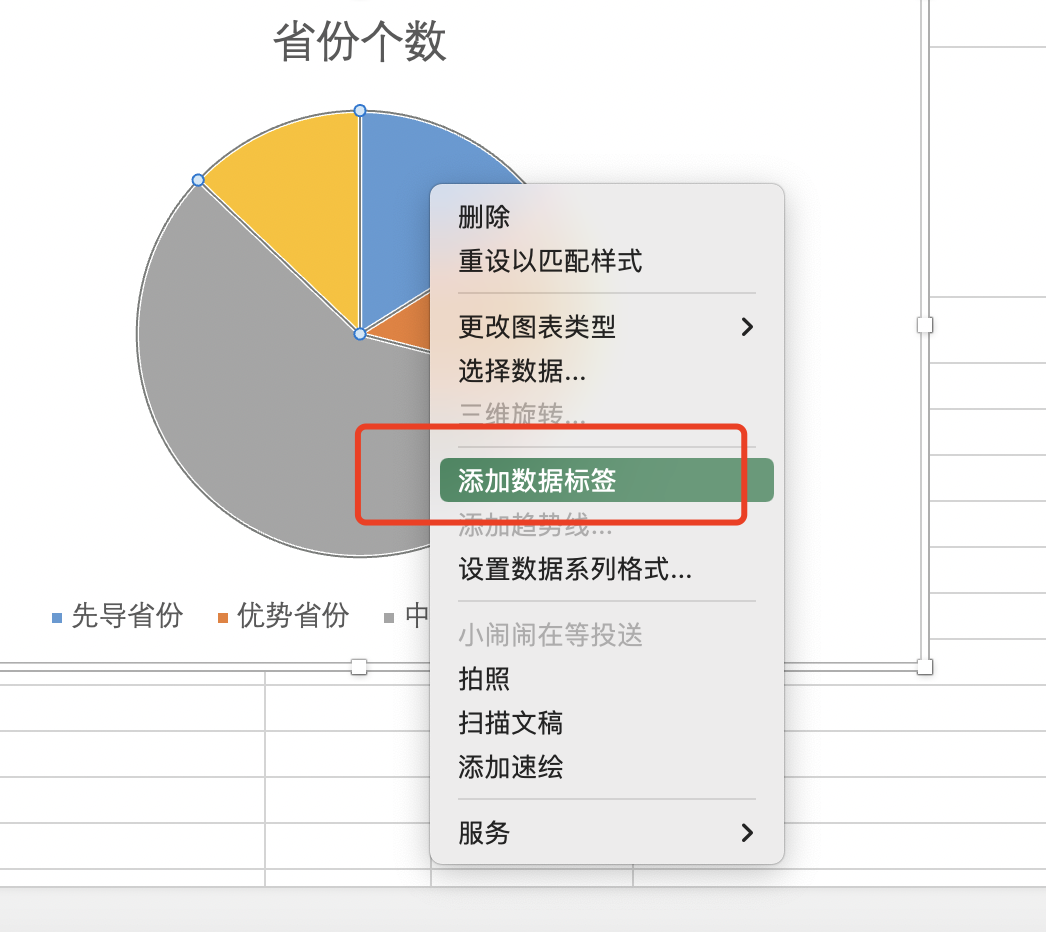 省份个数
删除
重设以匹配样式
更改图表类型
选择数据...
三维旋转...
添加数据标签
添加趋势线...
设置数据系列格式...
先导省份 优势省份 中
小闹闹在等投送
拍照
扫描文稿
添加速绘
服务